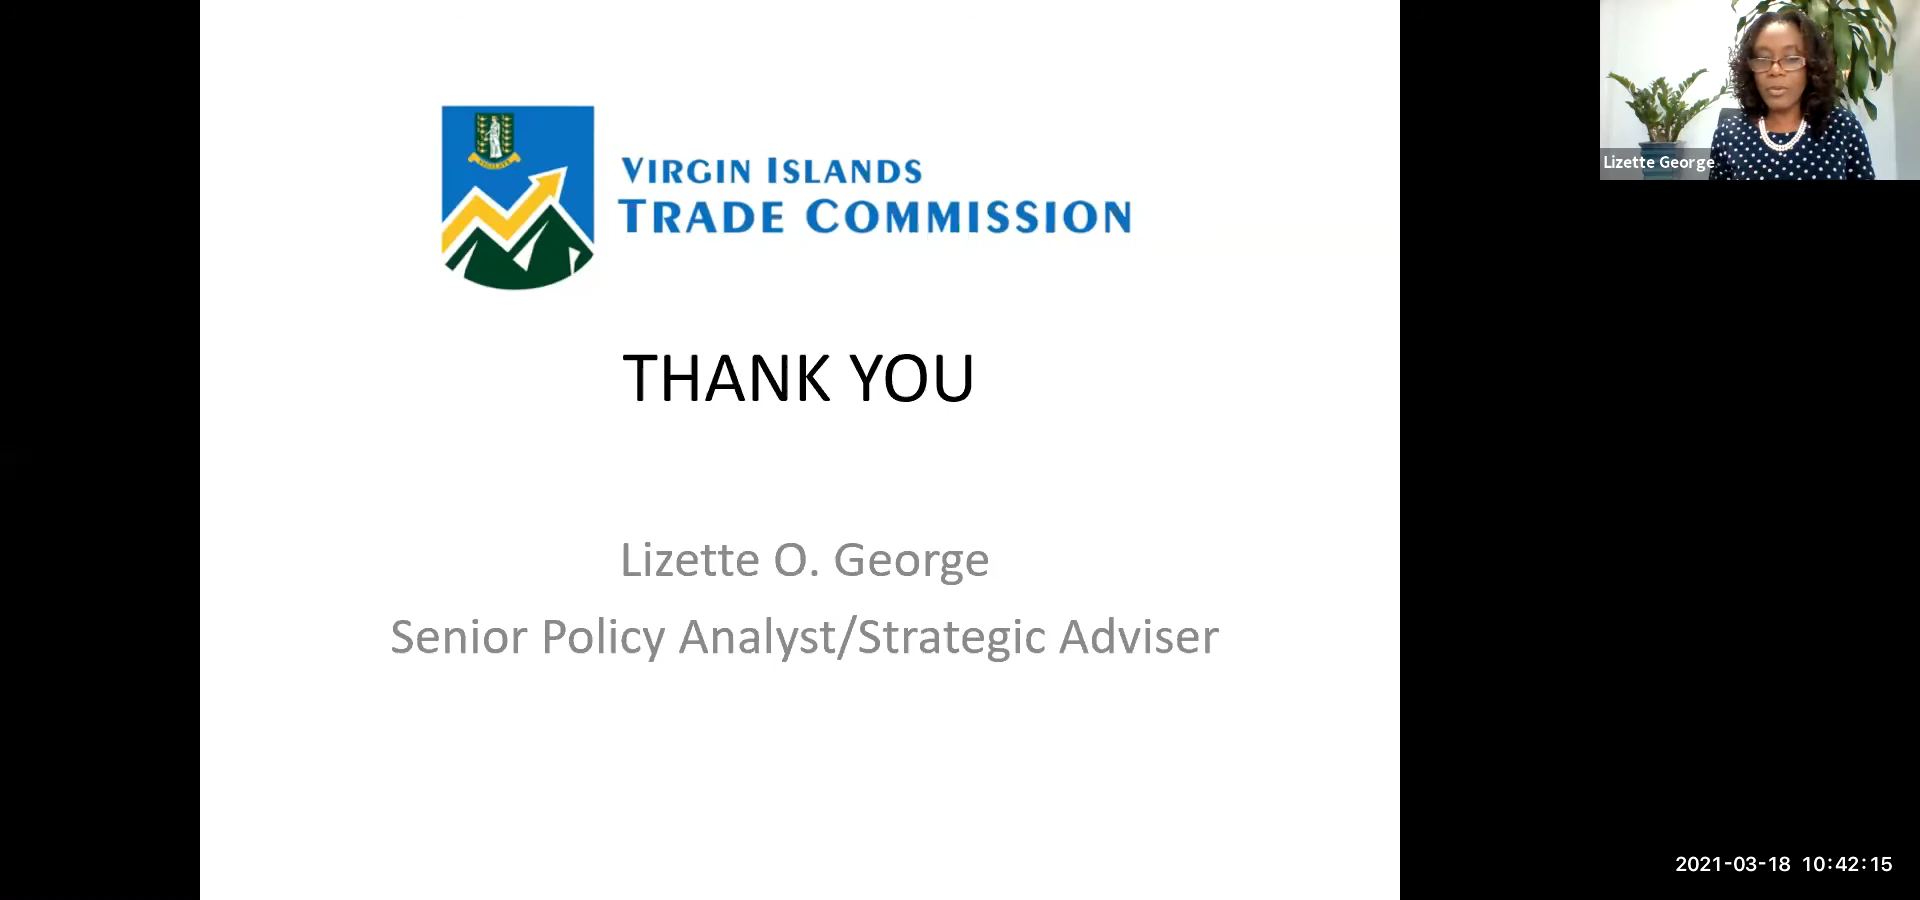 VIRGIN ISLANDS
TRADE COMMISSION
THANK YOU
Lizette O. George
Senior Policy Analyst/Strategic Adviser
Lizette George
2021-03-18 10:42:15